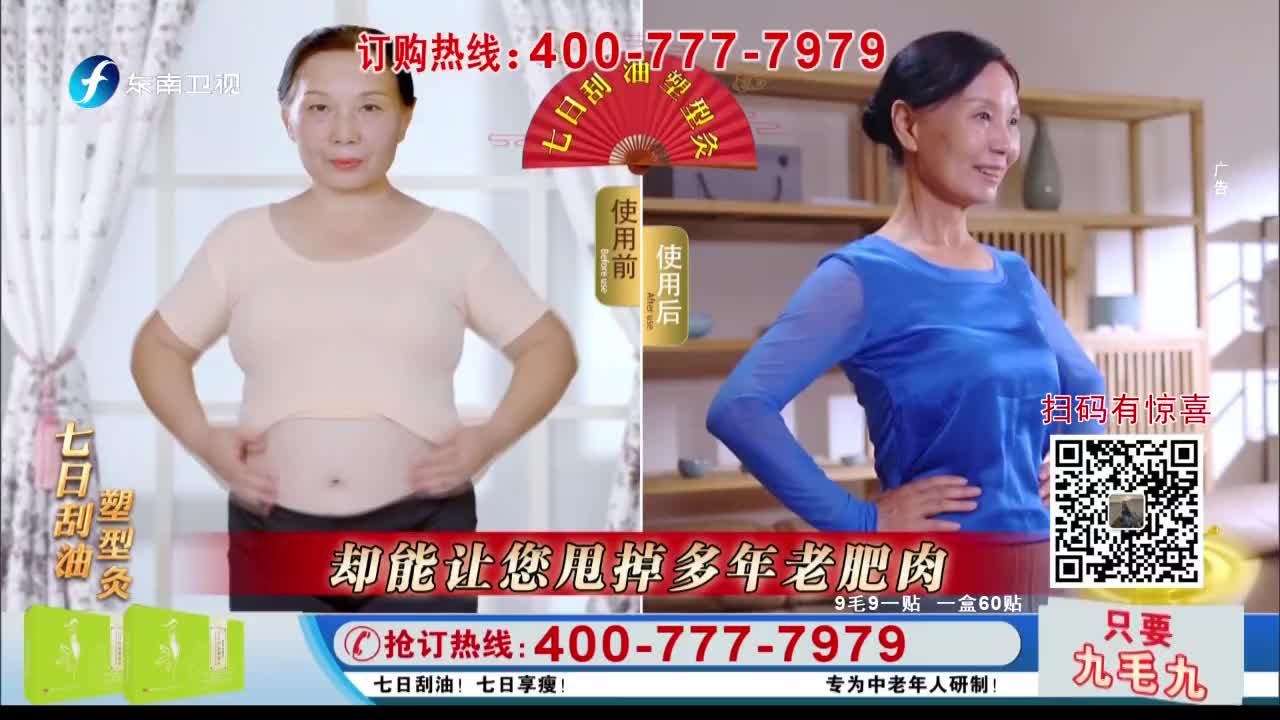 订购热线：400-777-7979
东南卫视
七日刮油塑型灸
广告
使用前
Before use
使用后
After use
扫码有惊喜
七日刮油
塑型灸
却能让您甩掉多年老肥肉
9毛9一贴 一盒60贴
抢订热线：400-777-7979
只要
九毛九
七日刮油！七日享瘦！
专为中老年人研制！